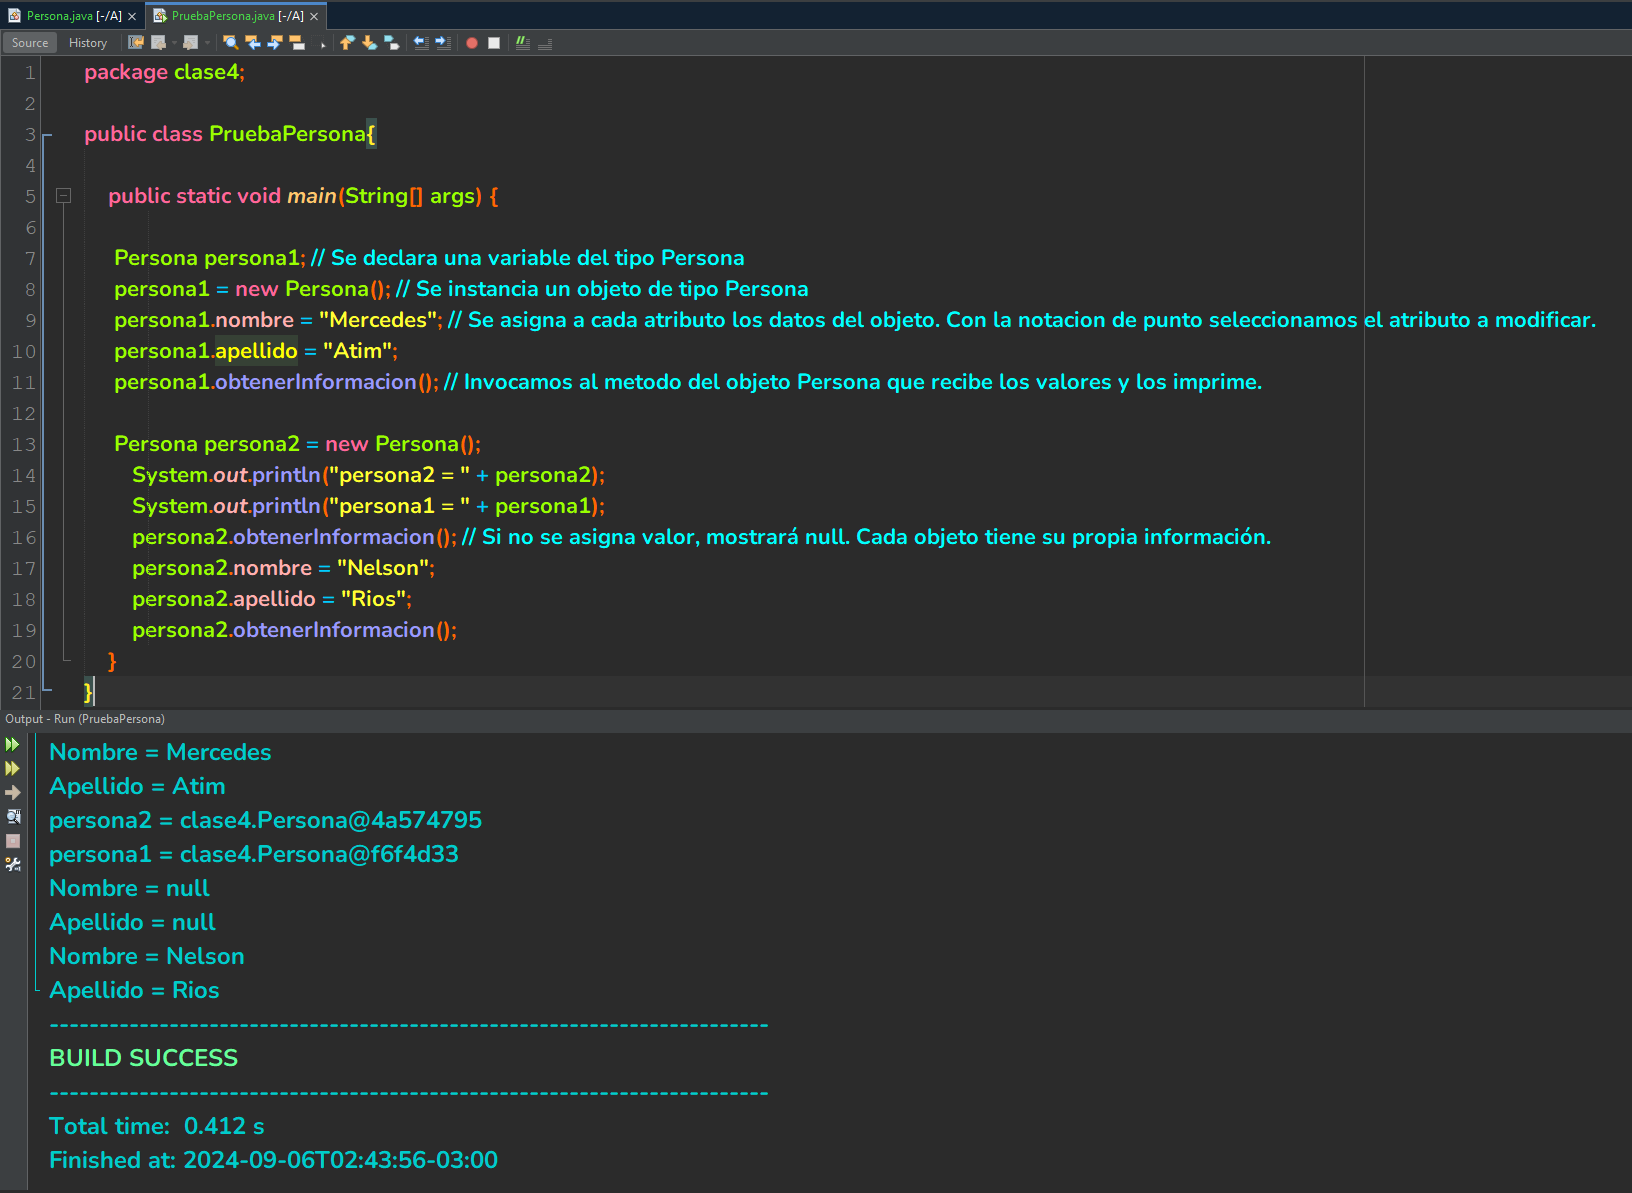 Persona.java [-/A] × PruebaPersona.java [-/A] ×
Source History
1 package clase4;
2
3 public class PruebaPersona{
4
5 public static void main(String[] args) {
6
7 Persona persona1; // Se declara una variable del tipo Persona
8 persona1 = new Persona(); // Se instancia un objeto de tipo Persona
9 persona1.nombre = "Mercedes"; // Se asigna a cada atributo los datos del objeto. Con la notacion de punto seleccionamos el atributo a modificar.
10 persona1.apellido = "Atim";
11 persona1.obtenerInformacion(); // Invocamos al metodo del objeto Persona que recibe los valores y los imprime.
12
13 Persona persona2 = new Persona();
14 System.out.println("persona2 = " + persona2);
15 System.out.println("persona1 = " + persona1);
16 persona2.obtenerInformacion(); // Si no se asigna valor, mostrará null. Cada objeto tiene su propia información.
17 persona2.nombre = "Nelson";
18 persona2.apellido = "Rios";
19 persona2.obtenerInformacion();
20 }
21 }
Output - Run (PruebaPersona)
Nombre = Mercedes
Apellido = Atim
persona2 = clase4.Persona@4a574795
persona1 = clase4.Persona@f6f4d33
Nombre = null
Apellido = null
Nombre = Nelson
Apellido = Rios
------------------------------------------------------------------------
BUILD SUCCESS
------------------------------------------------------------------------
Total time:  0.412 s
Finished at: 2024-09-06T02:43:56-03:00